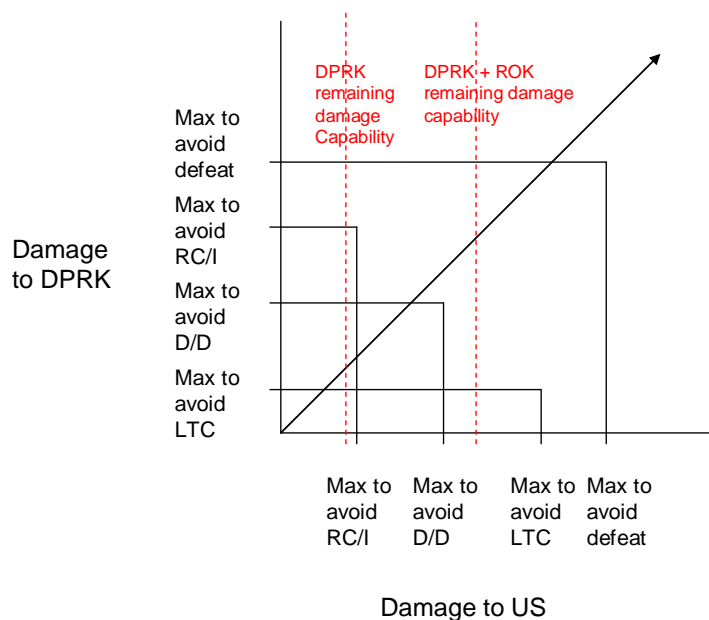 DPRK
remaining
damage
Capability
DPRK + ROK
remaining damage
capability
Max to
avoid
defeat
Max to
avoid
RC/I
Damage
to DPRK
Max to
avoid
D/D
Max to
avoid
LTC
Max to
avoid
RC/I
Max to
avoid
D/D
Max to
avoid
LTC
Max to
avoid
defeat
Damage to US